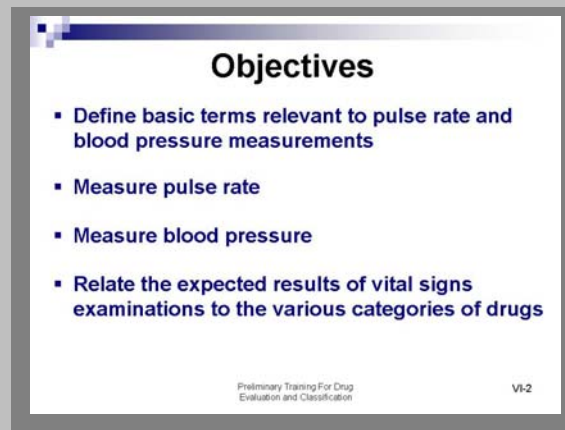 Objectives
▪ Define basic terms relevant to pulse rate and
blood pressure measurements
▪ Measure pulse rate
▪ Measure blood pressure
▪ Relate the expected results of vital signs
examinations to the various categories of drugs
Preliminary Training For Drug
Evaluation and Classification
VI-2